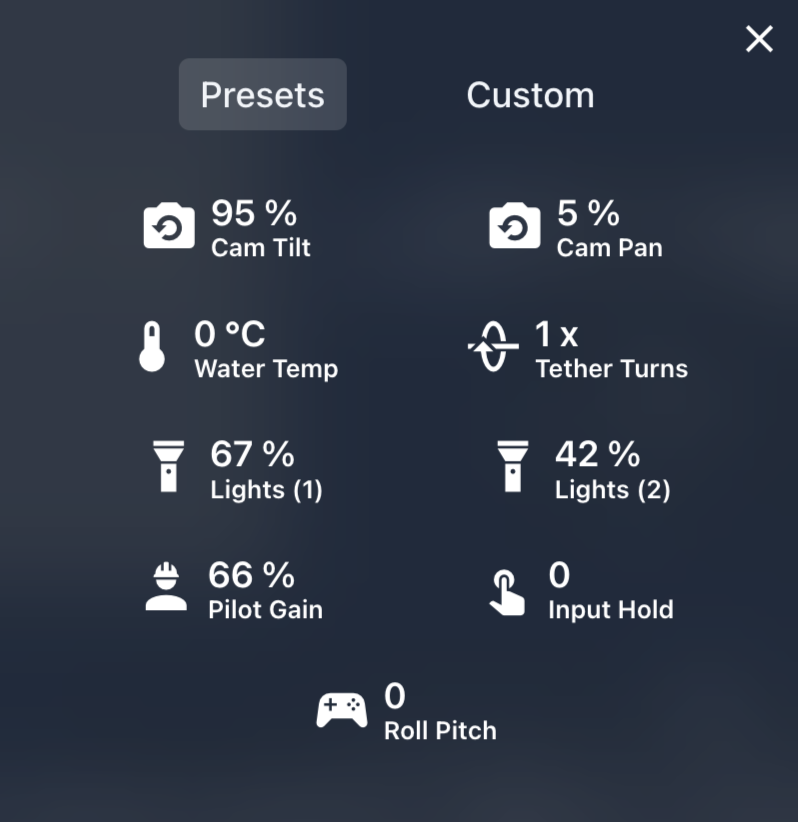 Presets
Custom
95 %
Cam Tilt
5 %
Cam Pan
0 °C
Water Temp
1 x
Tether Turns
67 %
Lights (1)
42 %
Lights (2)
66 %
Pilot Gain
0
Input Hold
0
Roll Pitch